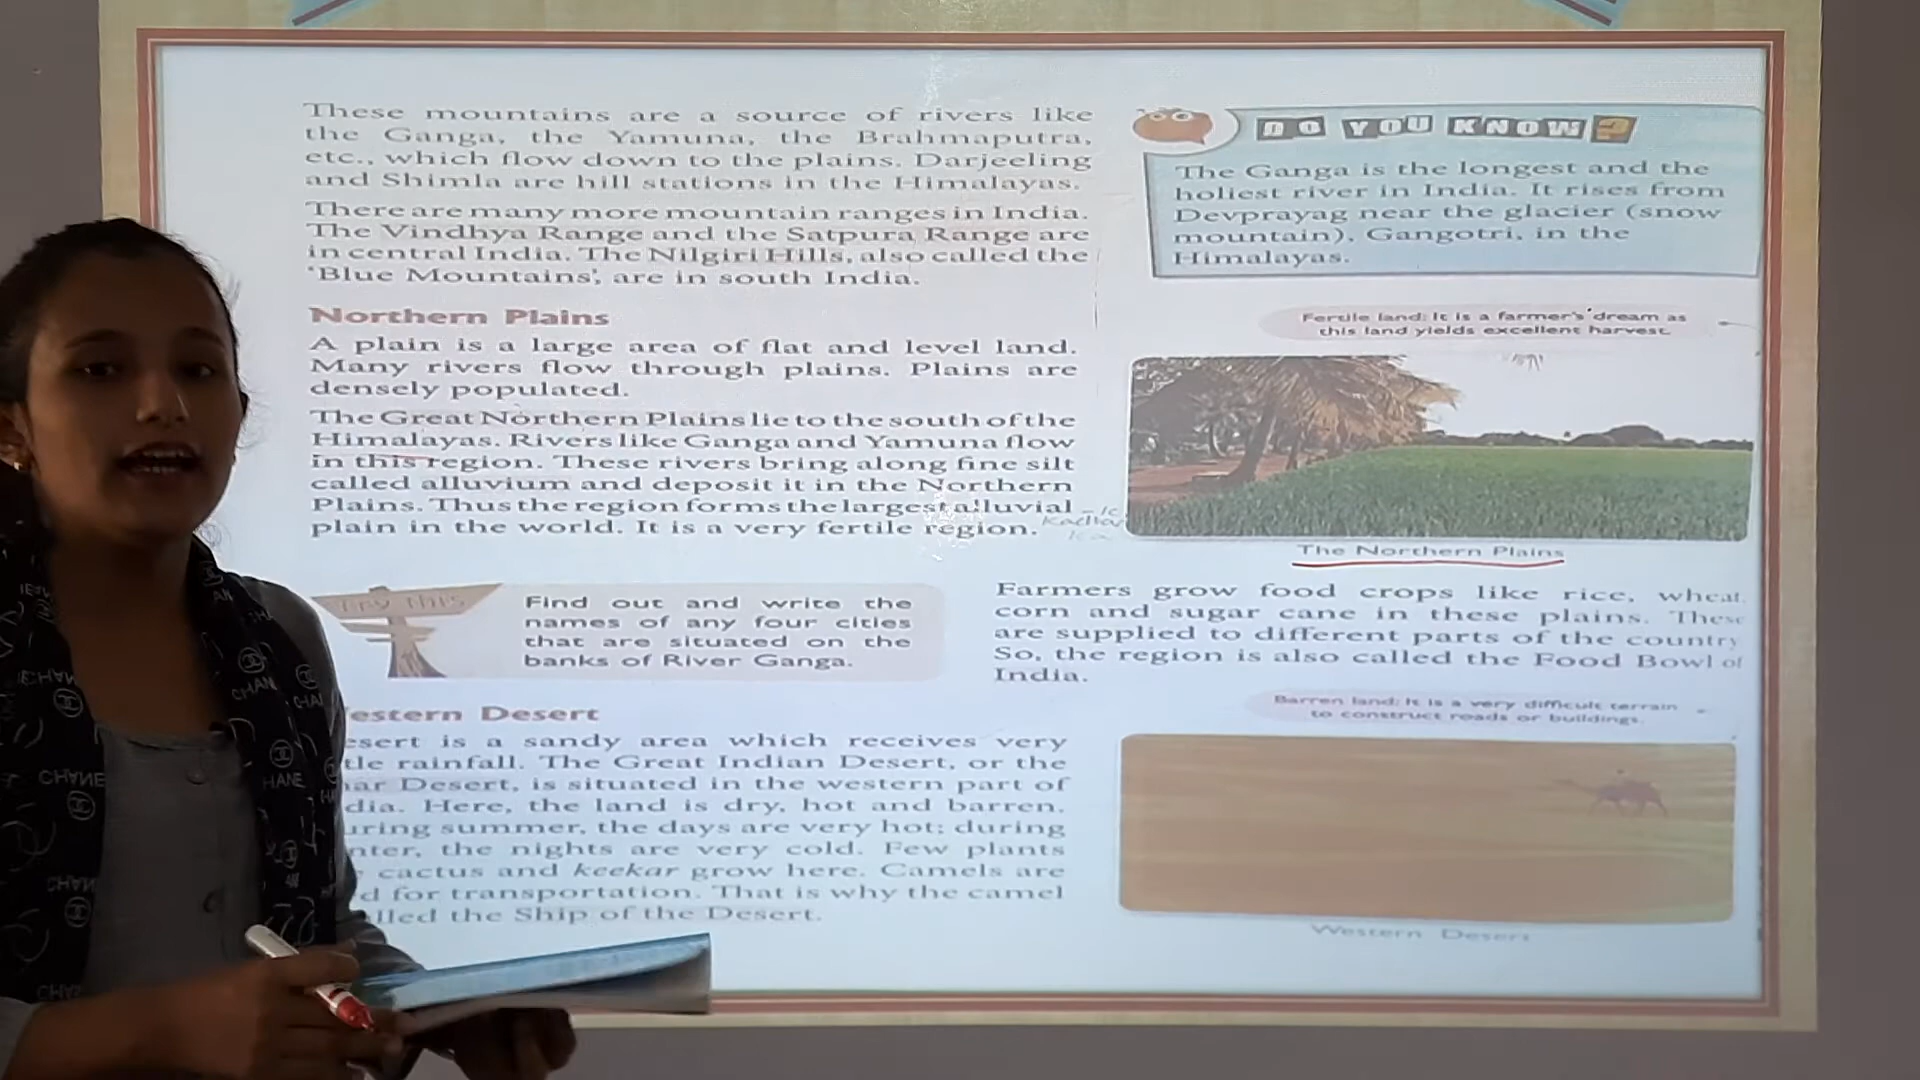 These mountains are a source of rivers like
the Ganga, the Yamuna, the Brahmaputra,
etc., which flow down to the plains. Darjeeling
and Shimla are hill stations in the Himalayas.
There are many more mountain ranges in India.
The Vindhya Range and the Satpura Range are
in central India. The Nilgiri Hills, also called the
'Blue Mountains', are in south India.
Northern Plains
A plain is a large area of flat and level land.
Many rivers flow through plains. Plains are
densely populated.
The Great Northern Plains lie to the south of the
Himalayas. Rivers like Ganga and Yamuna flow
in this region. These rivers bring along fine silt
called alluvium and deposit it in the Northern
Plains. Thus the region forms the largest alluvial
plain in the world. It is a very fertile region.
Try this
Find out and write the
names of any four cities
that are situated on the
banks of River Ganga.
estern Desert
esert is a sandy area which receives very
tle rainfall. The Great Indian Desert, or the
ar Desert, is situated in the western part of
dia. Here, the land is dry, hot and barren.
uring summer, the days are very hot; during
nter, the nights are very cold. Few plants
cactus and keekar grow here. Camels are
d for transportation. That is why the camel
lled the Ship of the Desert.
DO YOU KNOW?
The Ganga is the longest and the
holiest river in India. It rises from
Devprayag near the glacier (snow
mountain), Gangotri, in the
Himalayas.
Fertile land: It is a farmer's dream as
this land yields excellent harvest.
The Northern Plains
Farmers grow food crops like rice, wheat,
corn and sugar cane in these plains. These
are supplied to different parts of the country
So, the region is also called the Food Bowl of
India.
Barren land: It is a very difficult terrain
to construct roads or buildings.
Western Desert
CHANEL
CHAN
CHANE
HANE